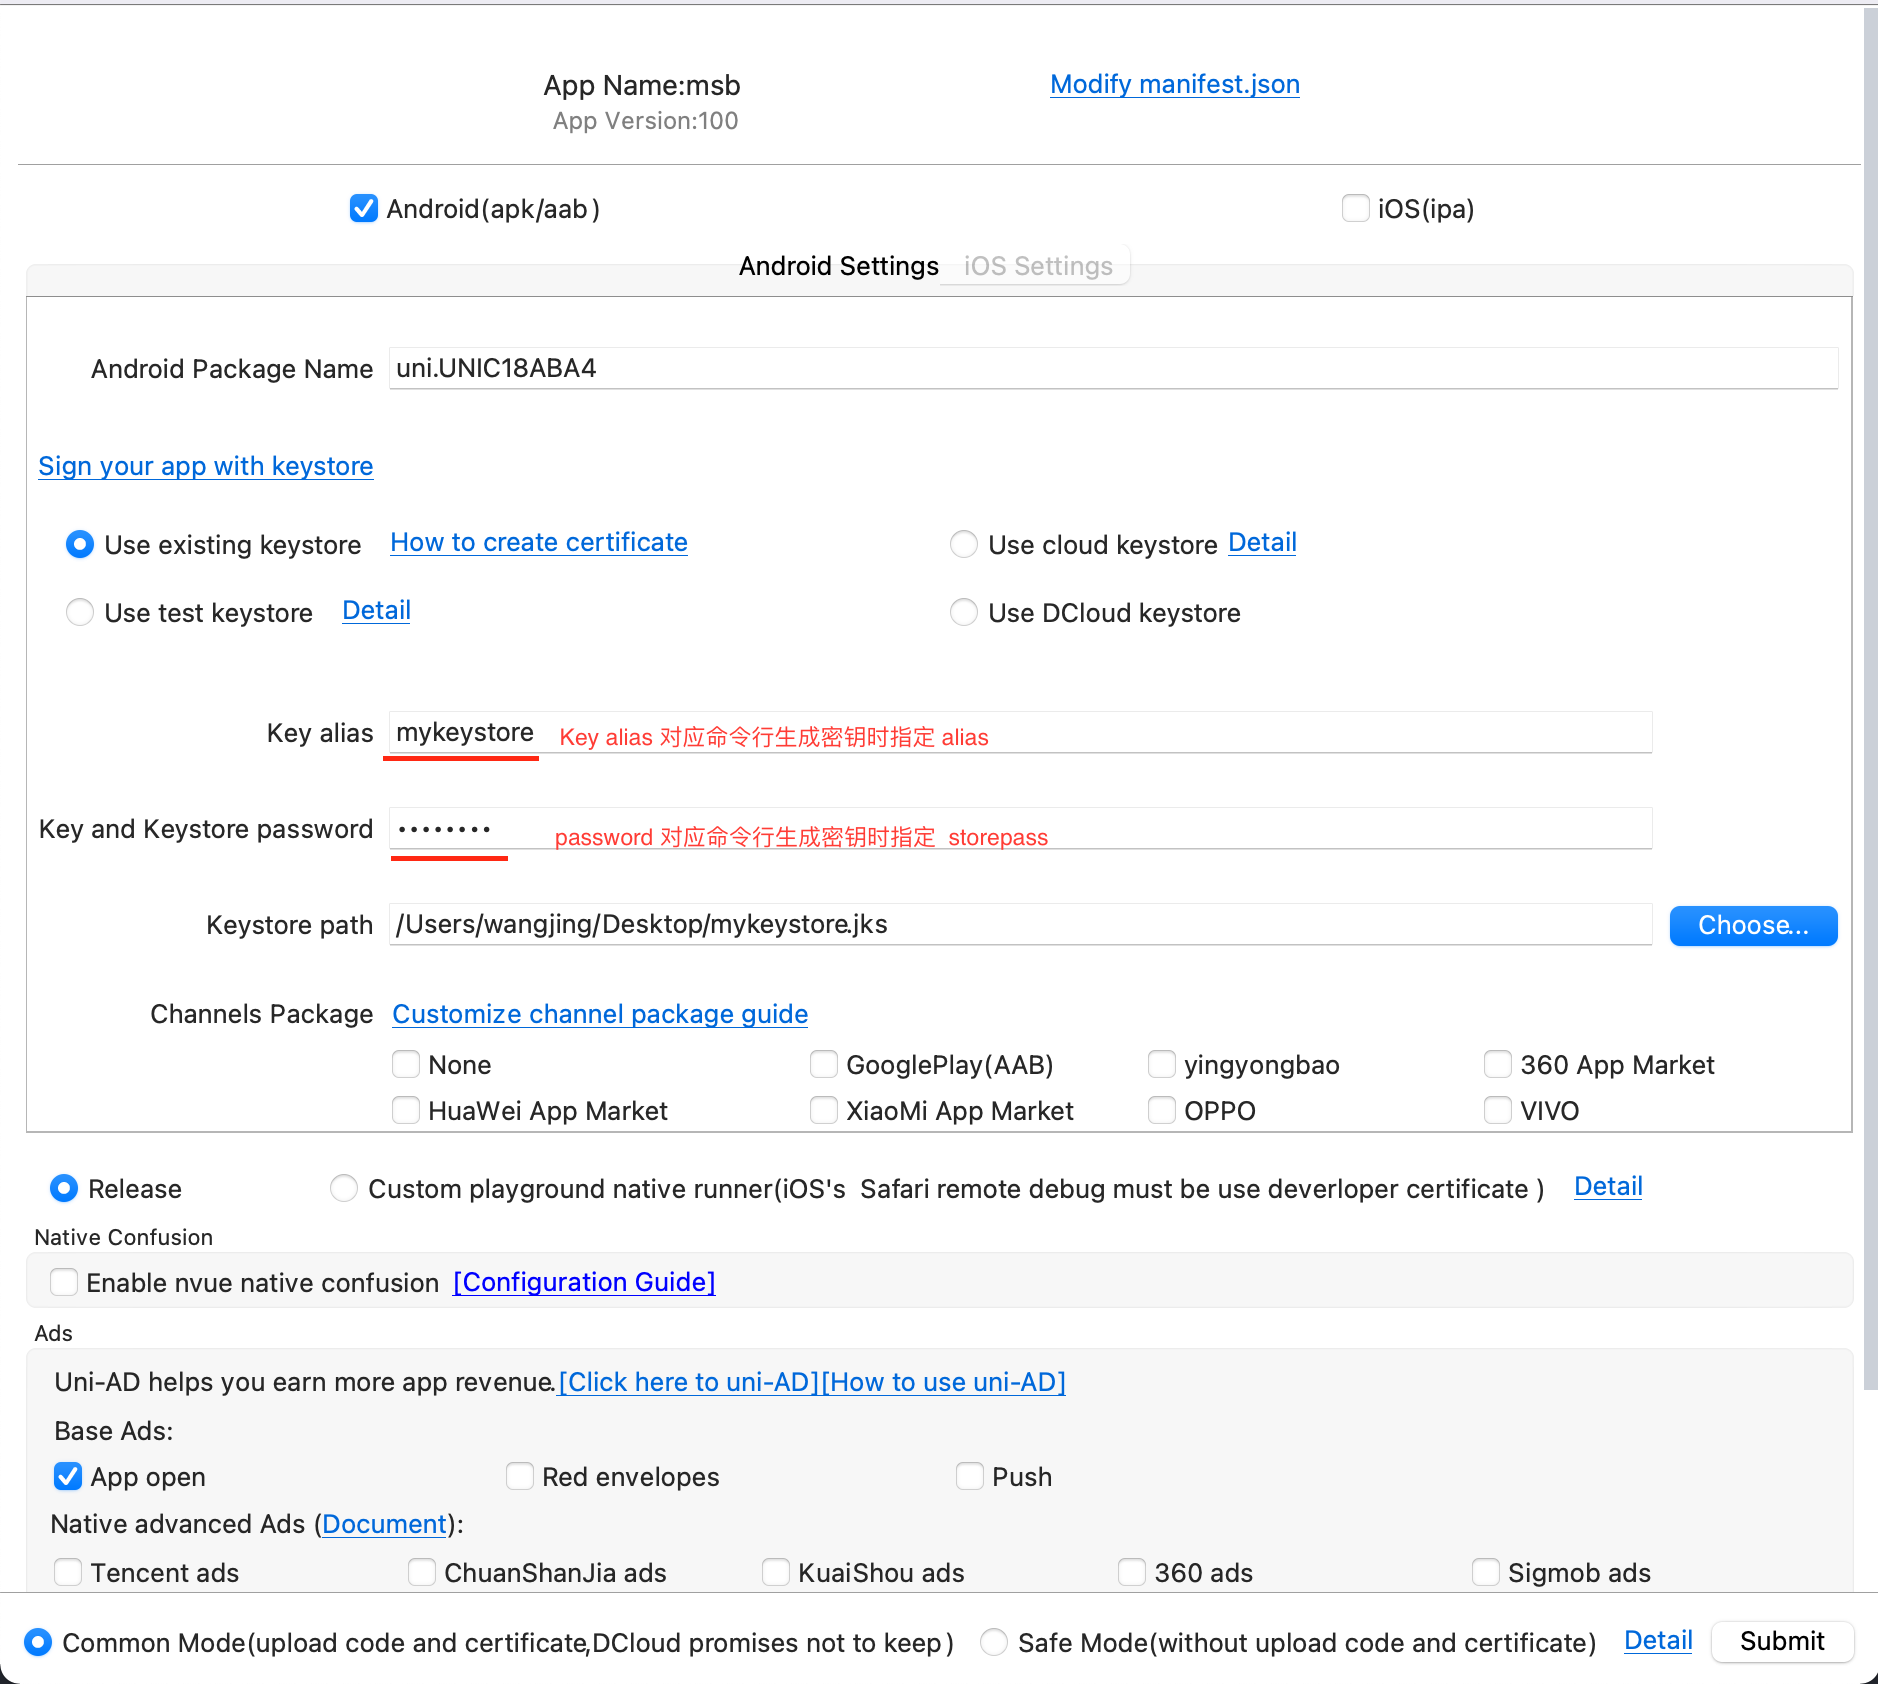 App Name:msb
Modify manifest.json
App Version:100
Android(apk/aab)
iOS(ipa)
Android Settings
iOS Settings
Android Package Name
uni.UNIC18ABA4
Sign your app with keystore
Use existing keystore
How to create certificate
Use cloud keystore
Detail
Use test keystore
Detail
Use DCloud keystore
Key alias
mykeystore
Key alias 对应命令行生成密钥时指定 alias
Key and Keystore password
••••••••
password 对应命令行生成密钥时指定 storepass
Keystore path
/Users/wangjing/Desktop/mykeystore.jks
Choose...
Channels Package
Customize channel package guide
None
GooglePlay(AAB)
yingyongbao
360 App Market
HuaWei App Market
XiaoMi App Market
OPPO
VIVO
Release
Custom playground native runner(iOS's Safari remote debug must be use deverloper certificate )
Detail
Native Confusion
Enable nvue native confusion
[Configuration Guide]
Ads
Uni-AD helps you earn more app revenue.[Click here to uni-AD][How to use uni-AD]
Base Ads:
App open
Red envelopes
Push
Native advanced Ads (Document):
Tencent ads
ChuanShanJia ads
KuaiShou ads
360 ads
Sigmob ads
Common Mode(upload code and certificate,DCloud promises not to keep)
Safe Mode(without upload code and certificate)
Detail
Submit